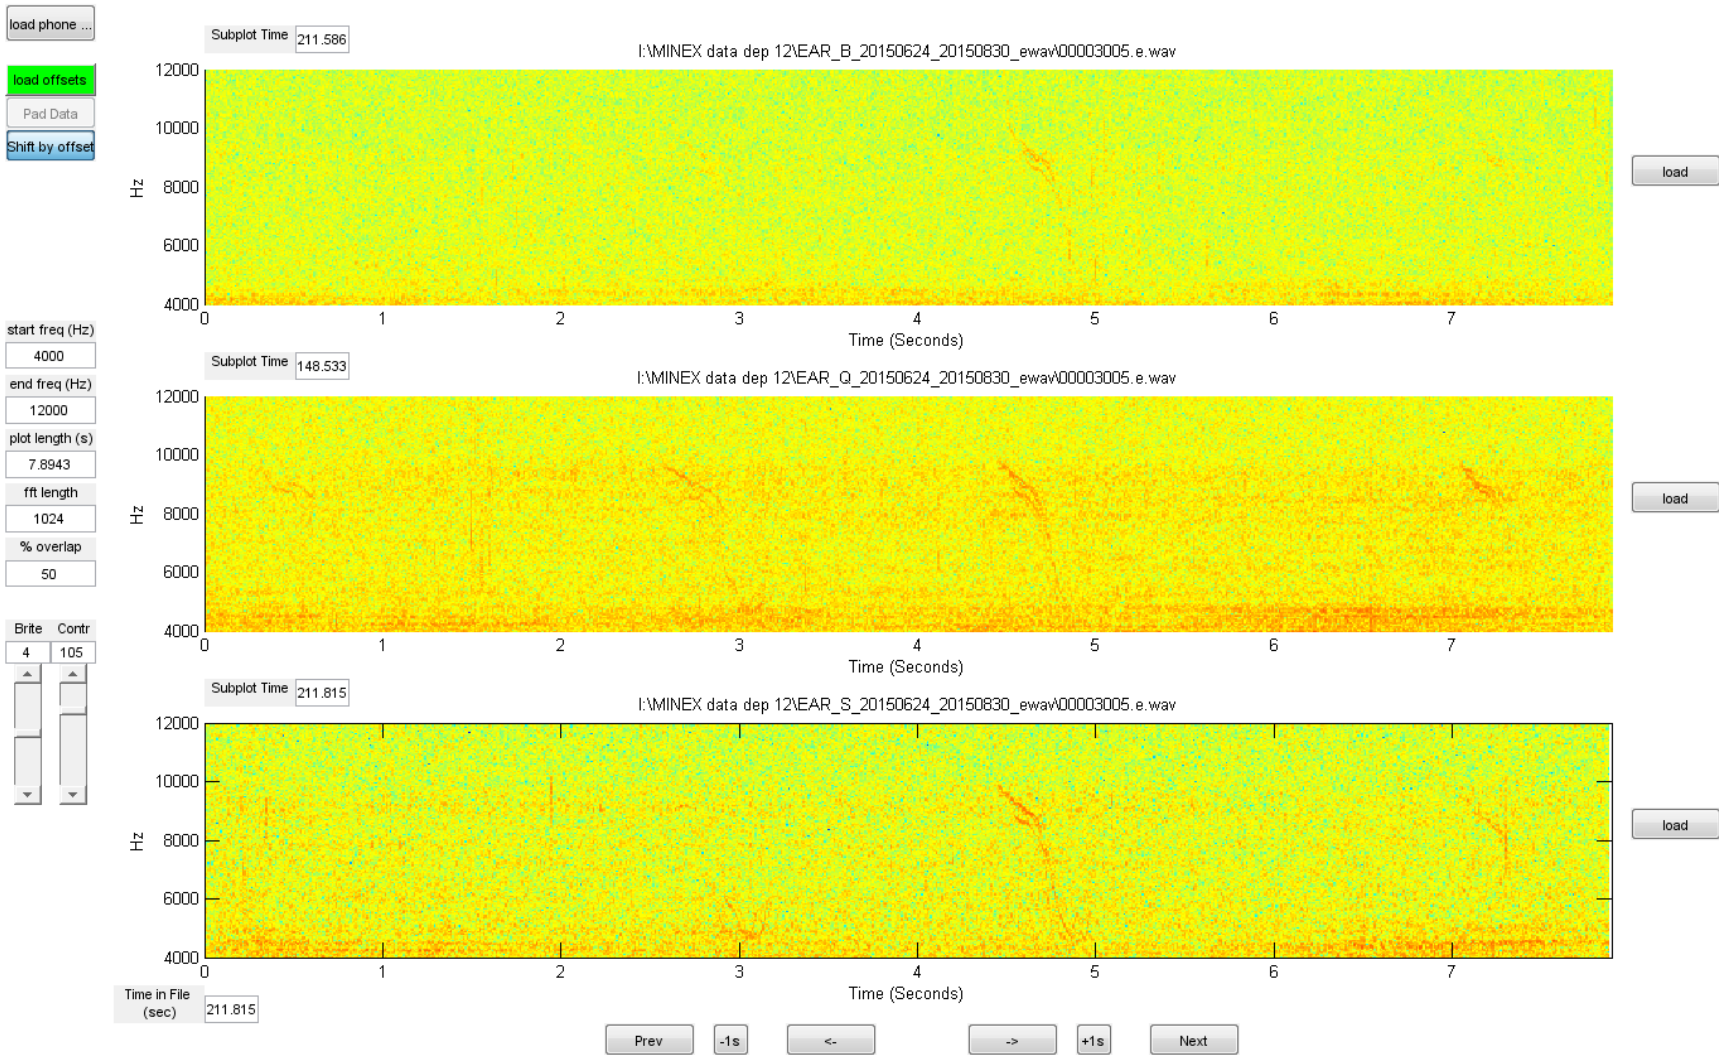 load phone ...
load offsets
Pad Data
Shift by offset
start freq (Hz)
4000
end freq (Hz)
12000
plot length (s)
7.8943
fft length
1024
% overlap
50
Brite Contr
4 105
Subplot Time 211.586
I:\MINEX data dep 12\EAR_B_20150624_20150830_ewav\00003005.e.wav
12000
10000
8000
6000
4000
Hz
0 1 2 3 4 5 6 7
Time (Seconds)
load
Subplot Time 148.533
I:\MINEX data dep 12\EAR_Q_20150624_20150830_ewav\00003005.e.wav
12000
10000
8000
6000
4000
Hz
0 1 2 3 4 5 6 7
Time (Seconds)
load
Subplot Time 211.815
I:\MINEX data dep 12\EAR_S_20150624_20150830_ewav\00003005.e.wav
12000
10000
8000
6000
4000
Hz
0 1 2 3 4 5 6 7
Time (Seconds)
load
Time in File
(sec) 211.815
Prev -1s <- -> +1s Next